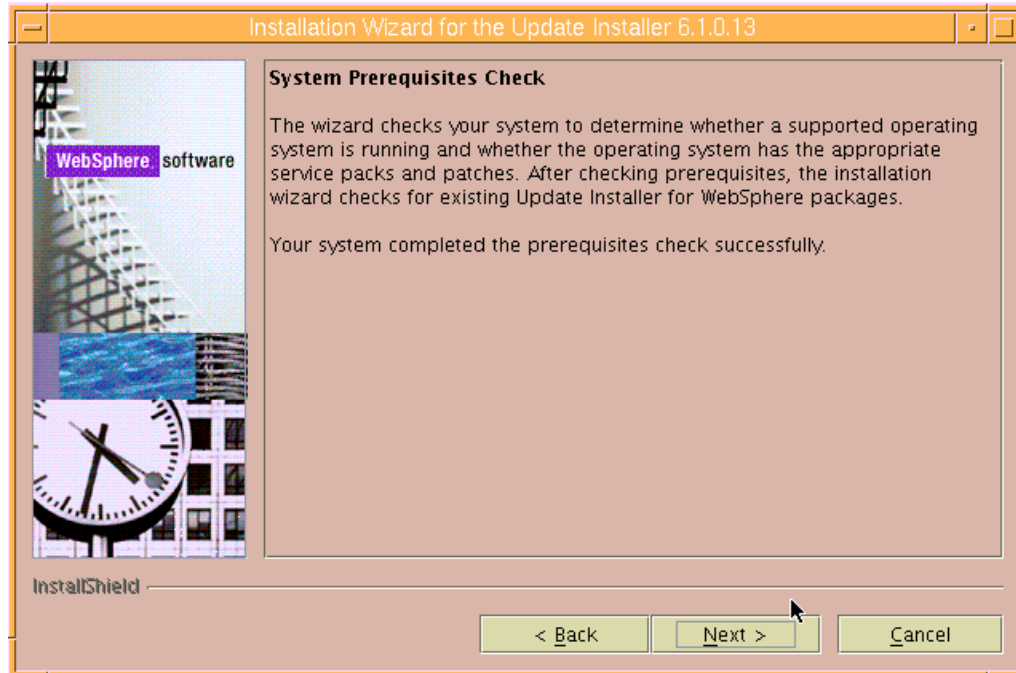 Installation Wizard for the Update Installer 6.1.0.13
WebSphere. software
System Prerequisites Check
The wizard checks your system to determine whether a supported operating
system is running and whether the operating system has the appropriate
service packs and patches. After checking prerequisites, the installation
wizard checks for existing Update Installer for WebSphere packages.
Your system completed the prerequisites check successfully.
InstallShield
< Back
Next >
Cancel